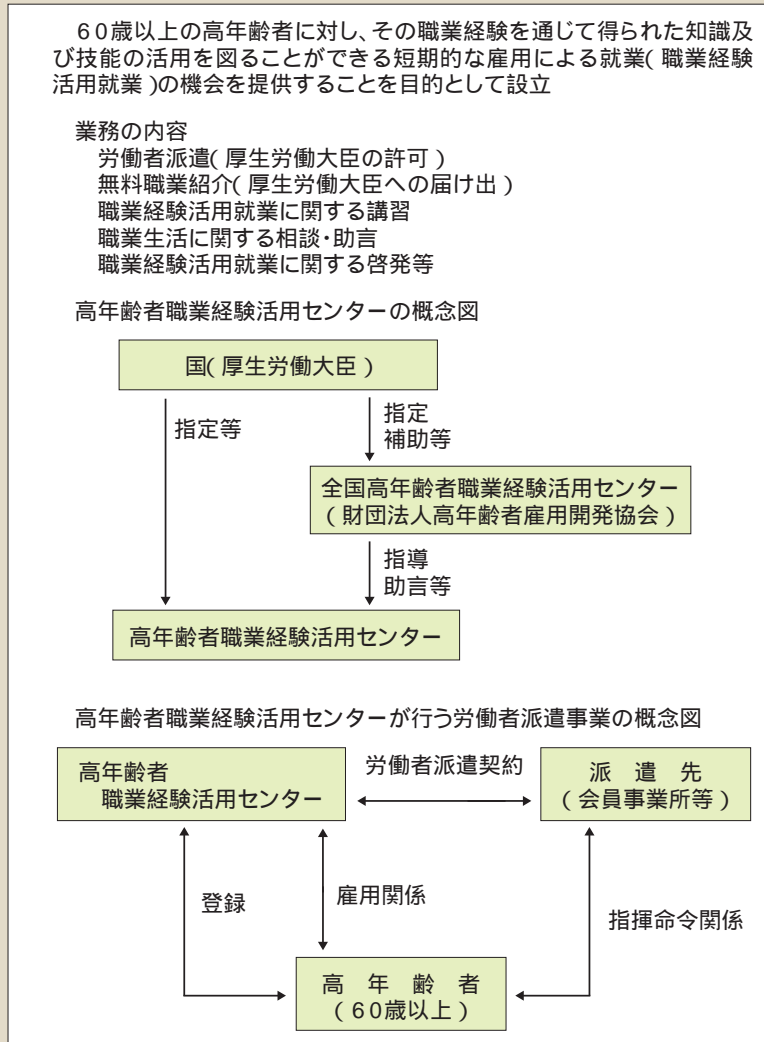 60歳以上の高年齢者に対し、その職業経験を通じて得られた知識及
び技能の活用を図ることができる短期的な雇用による就業(職業経験
活用就業)の機会を提供することを目的として設立
業務の内容
労働者派遣(厚生労働大臣の許可)
無料職業紹介(厚生労働大臣への届け出)
職業経験活用就業に関する講習
職業生活に関する相談・助言
職業経験活用就業に関する啓発等
高年齢者職業経験活用センターの概念図
国(厚生労働大臣)
指定等
指定
補助等
全国高年齢者職業経験活用センター
(財団法人高年齢者雇用開発協会)
指導
助言等
高年齢者職業経験活用センター
高年齢者職業経験活用センターが行う労働者派遣事業の概念図
高年齢者
職業経験活用センター
労働者派遣契約
派遣先
(会員事業所等)
登録
雇用関係
指揮命令関係
高年齢者
(60歳以上)